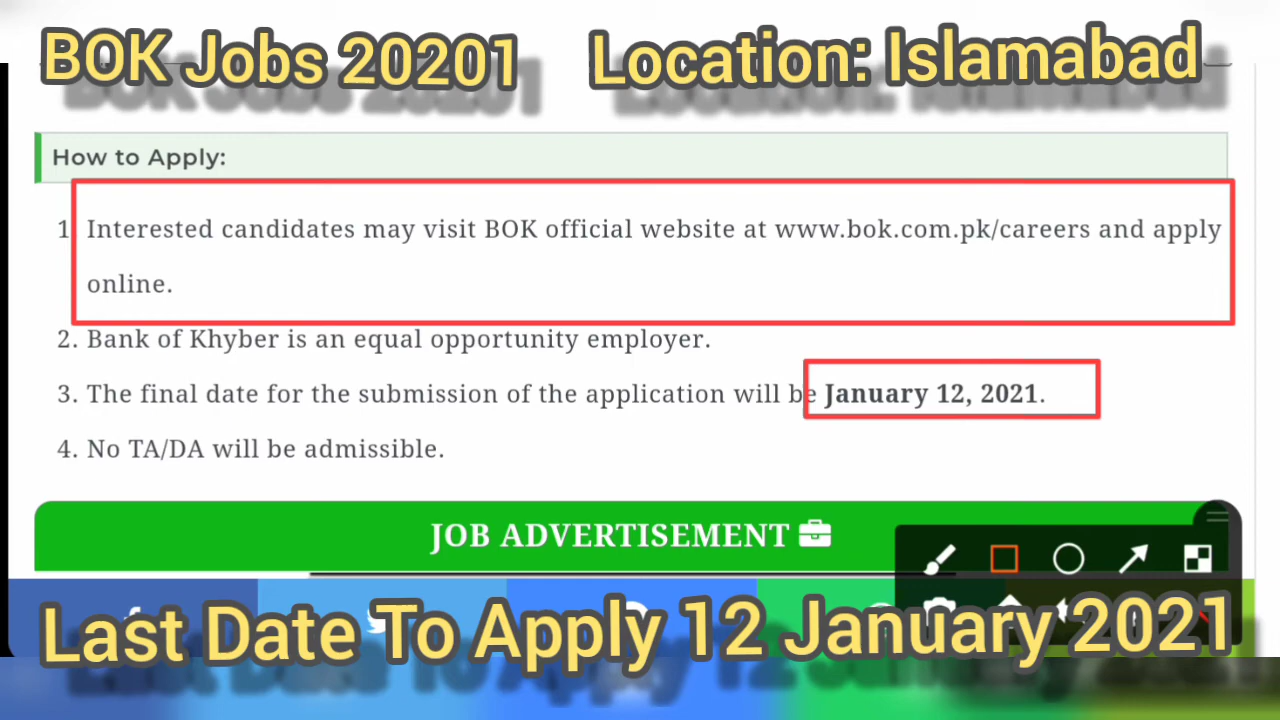 BOK Jobs 20201 Location: Islamabad
How to Apply:
1. Interested candidates may visit BOK official website at www.bok.com.pk/careers and apply
online.
2. Bank of Khyber is an equal opportunity employer.
3. The final date for the submission of the application will be January 12, 2021.
4. No TA/DA will be admissible.
JOB ADVERTISEMENT
Last Date To Apply 12 January 2021